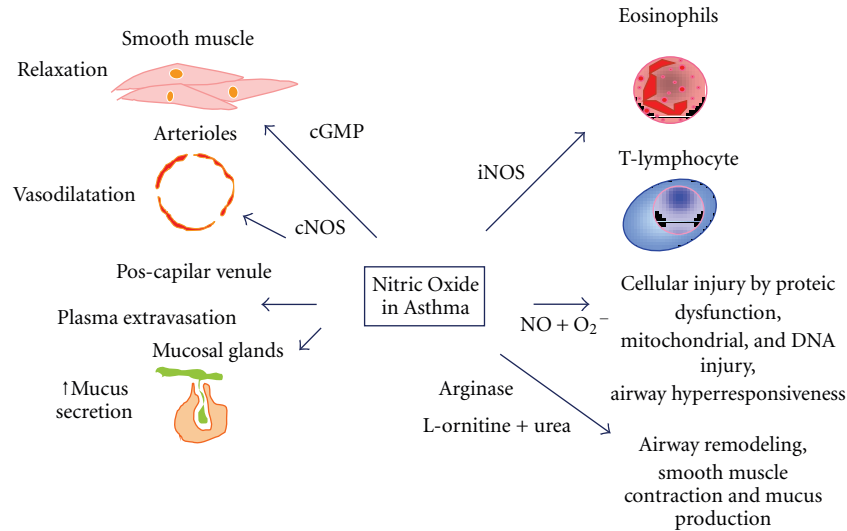 Smooth muscle
Relaxation
cGMP
Arterioles
Vasodilatation
cNOS
Pos-capilar venule
Plasma extravasation
Mucosal glands
↑Mucus
secretion
Nitric Oxide
in Asthma
Eosinophils
iNOS
T-lymphocyte
NO + O₂⁻
Cellular injury by proteic
dysfunction,
mitochondrial, and DNA
injury,
airway hyperresponsiveness
Arginase
L-ornitine + urea
Airway remodeling,
smooth muscle
contraction and mucus
production